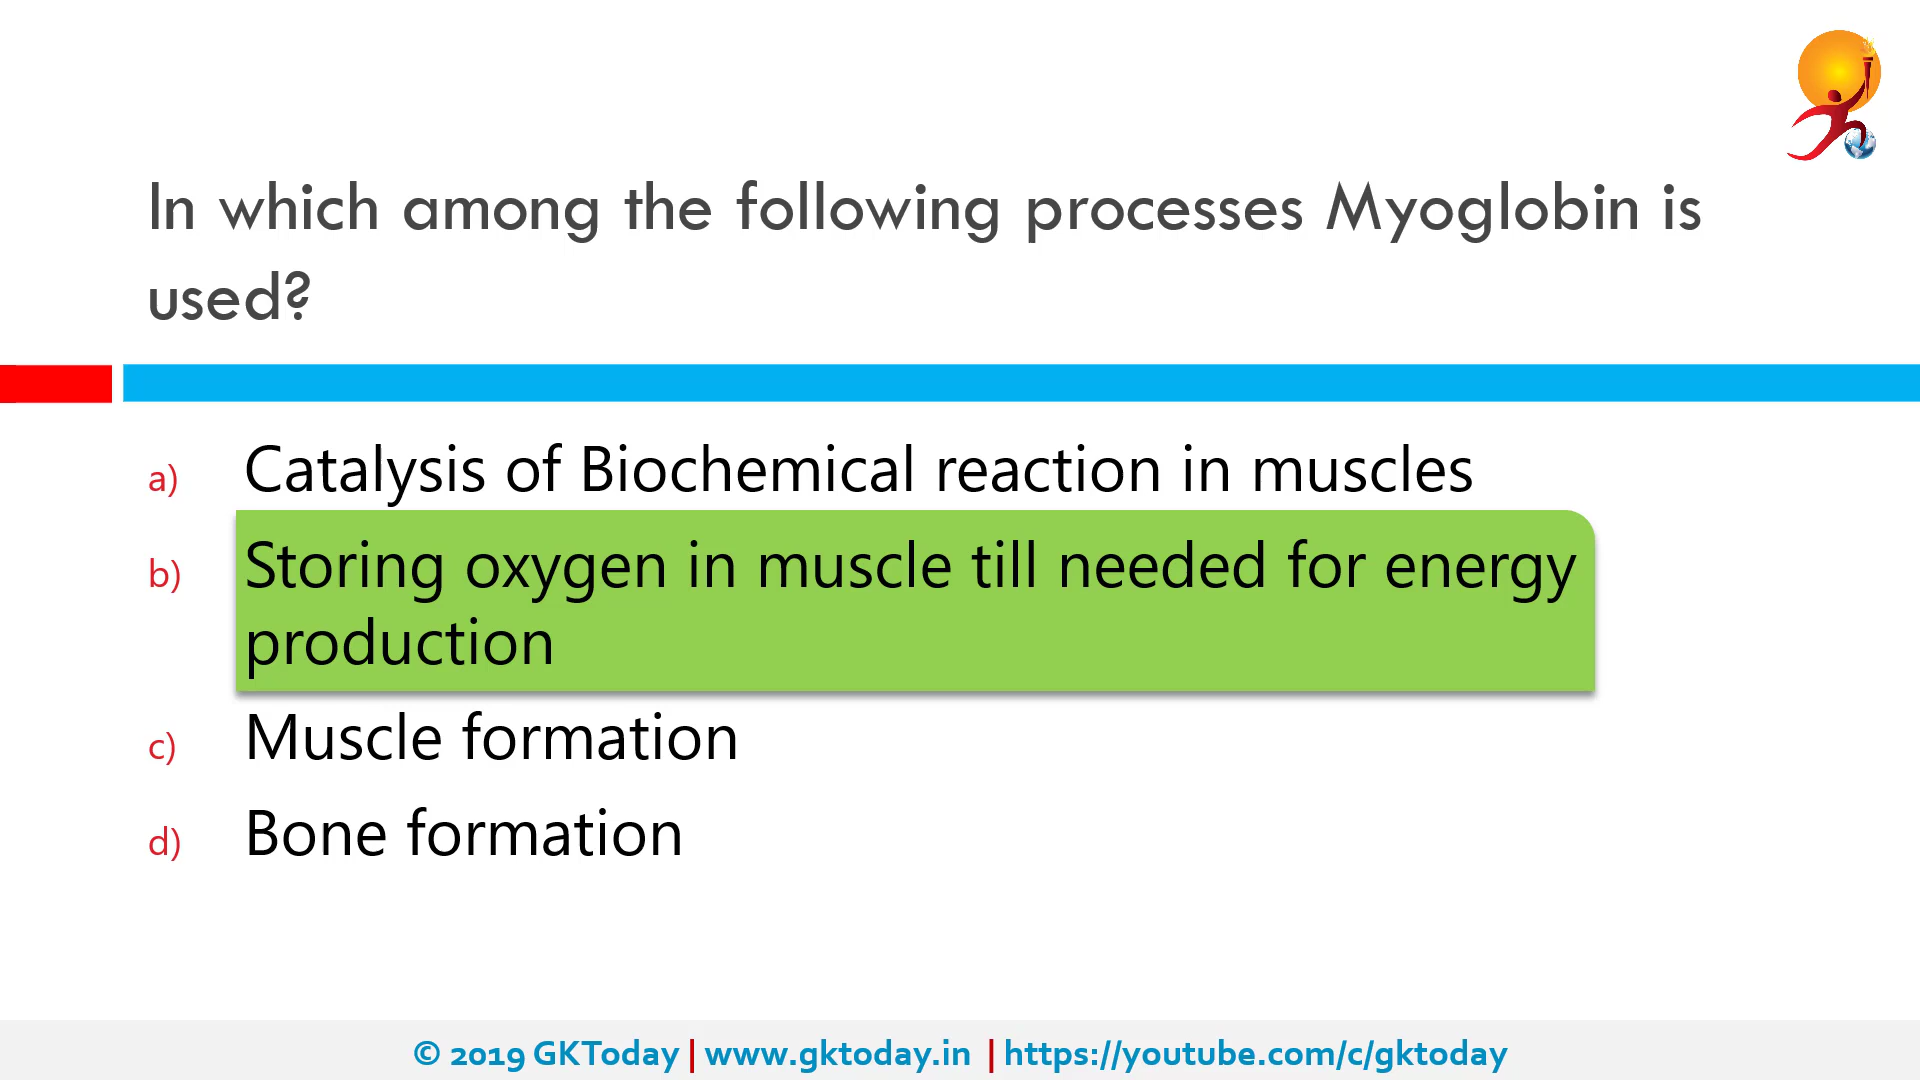 In which among the following processes Myoglobin is
used?
a) Catalysis of Biochemical reaction in muscles
b) Storing oxygen in muscle till needed for energy
production
c) Muscle formation
d) Bone formation
© 2019 GKToday | www.gktoday.in | https://youtube.com/c/gktoday